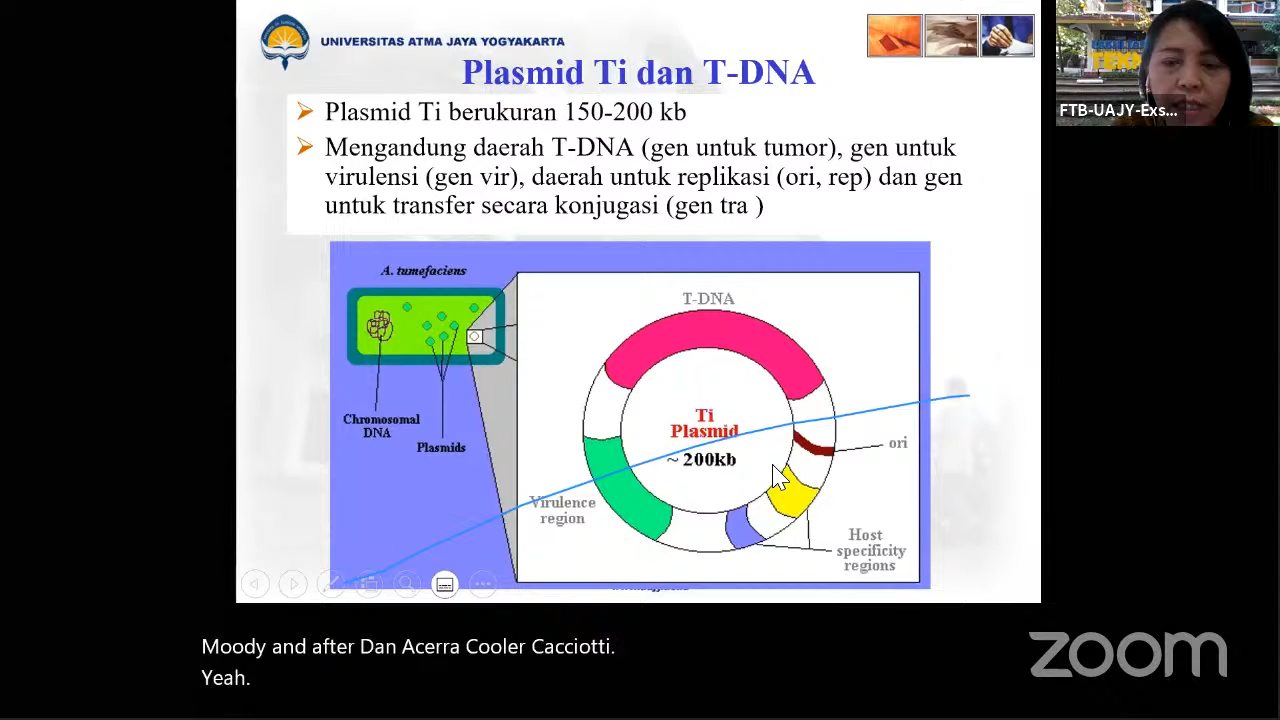 UNIVERSITAS ATMA JAYA YOGYAKARTA
Plasmid Ti dan T-DNA
Plasmid Ti berukuran 150-200 kb
Mengandung daerah T-DNA (gen untuk tumor), gen untuk
virulensi (gen vir), daerah untuk replikasi (ori, rep) dan gen
untuk transfer secara konjugasi (gen tra )
A. tumefaciens
Chromosomal
DNA
Plasmids
T-DNA
Ti
Plasmid
~ 200kb
ori
Virulence
region
Host
specificity
regions
FTB-UAJY-Exs...
Moody and after Dan Acerra Cooler Cacciotti.
Yeah.
zoom